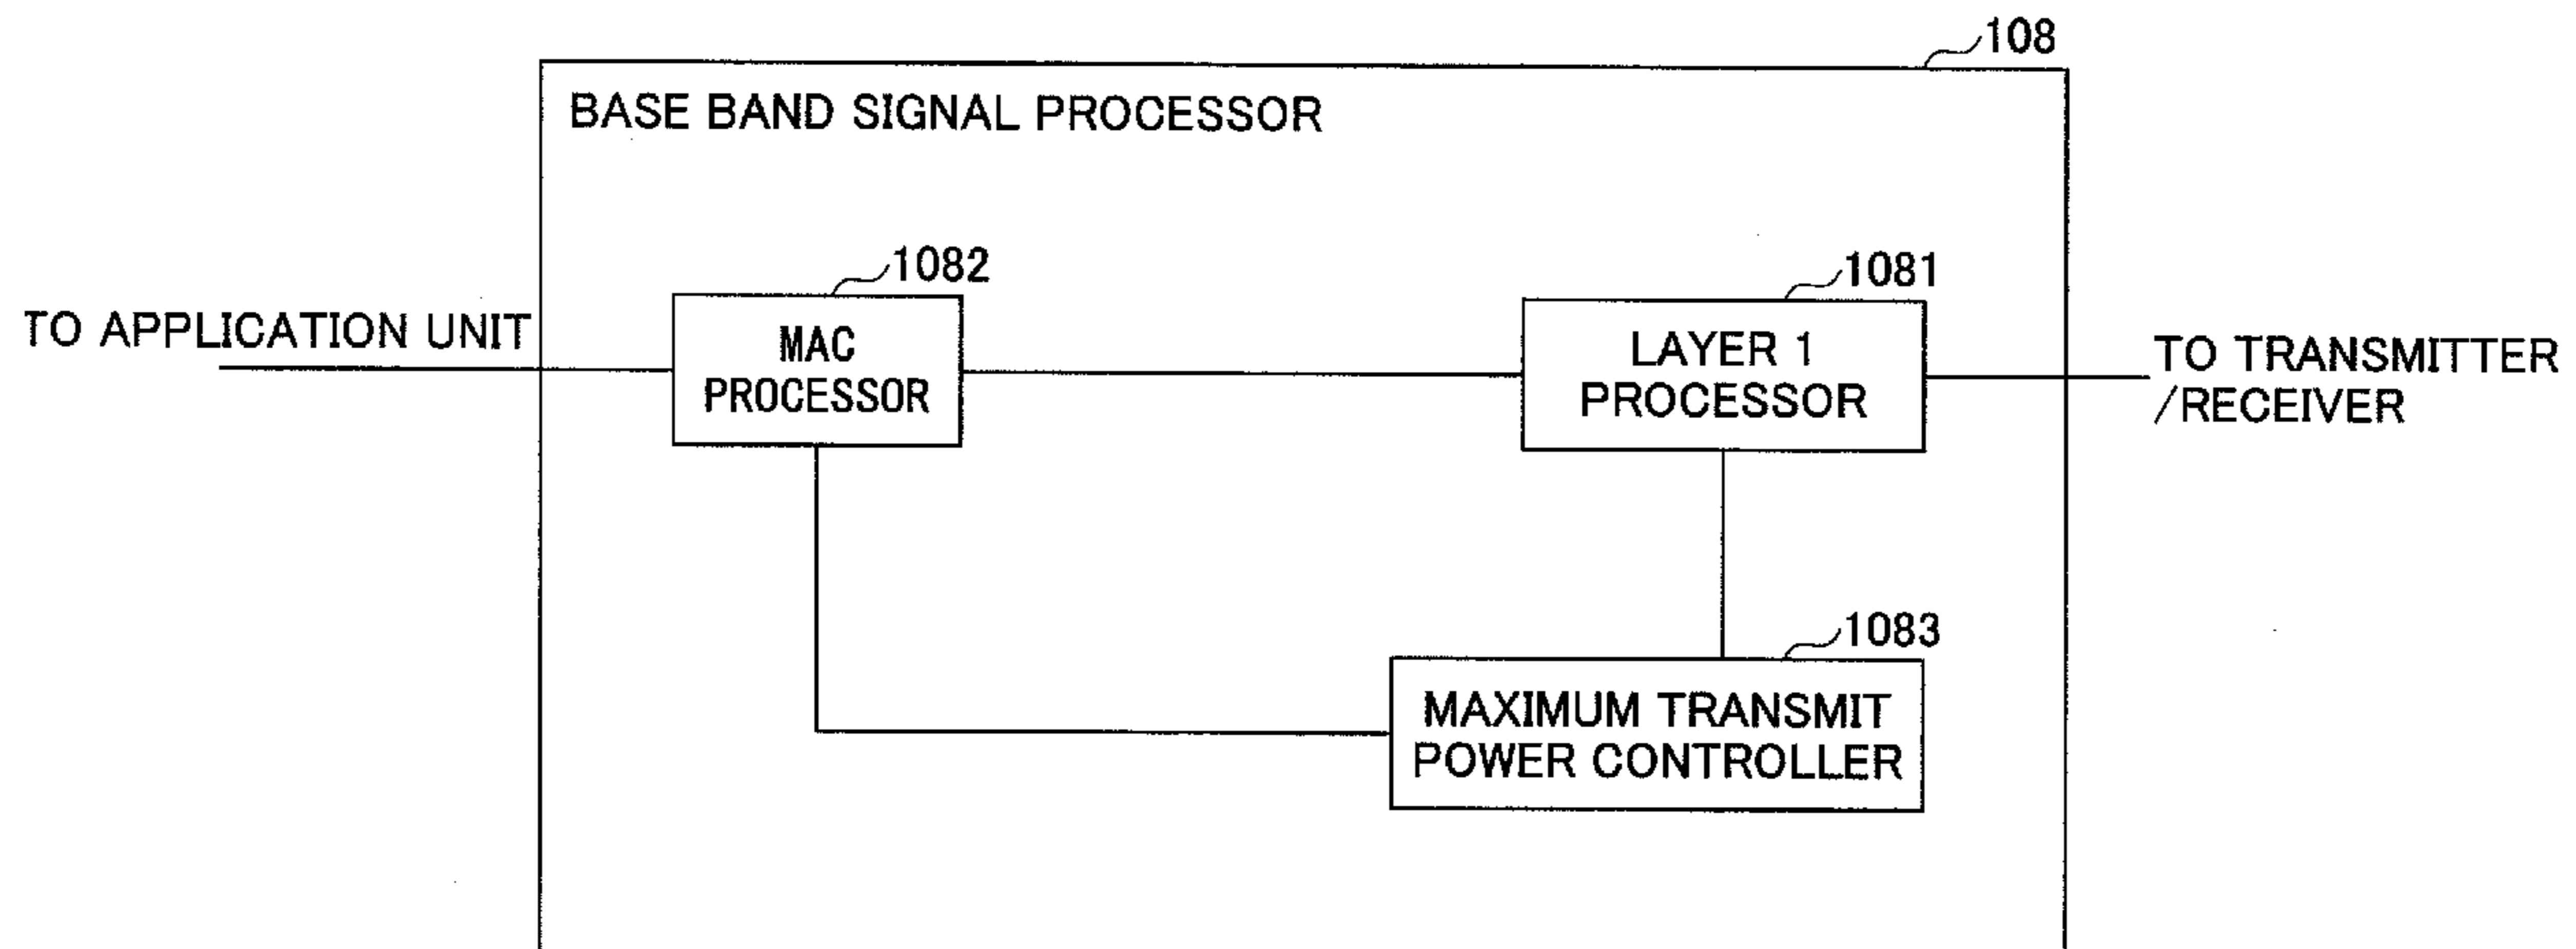 108
BASE BAND SIGNAL PROCESSOR
1082
1081
TO APPLICATION UNIT
MAC
PROCESSOR
LAYER 1
PROCESSOR
TO TRANSMITTER
/RECEIVER
1083
MAXIMUM TRANSMIT
POWER CONTROLLER